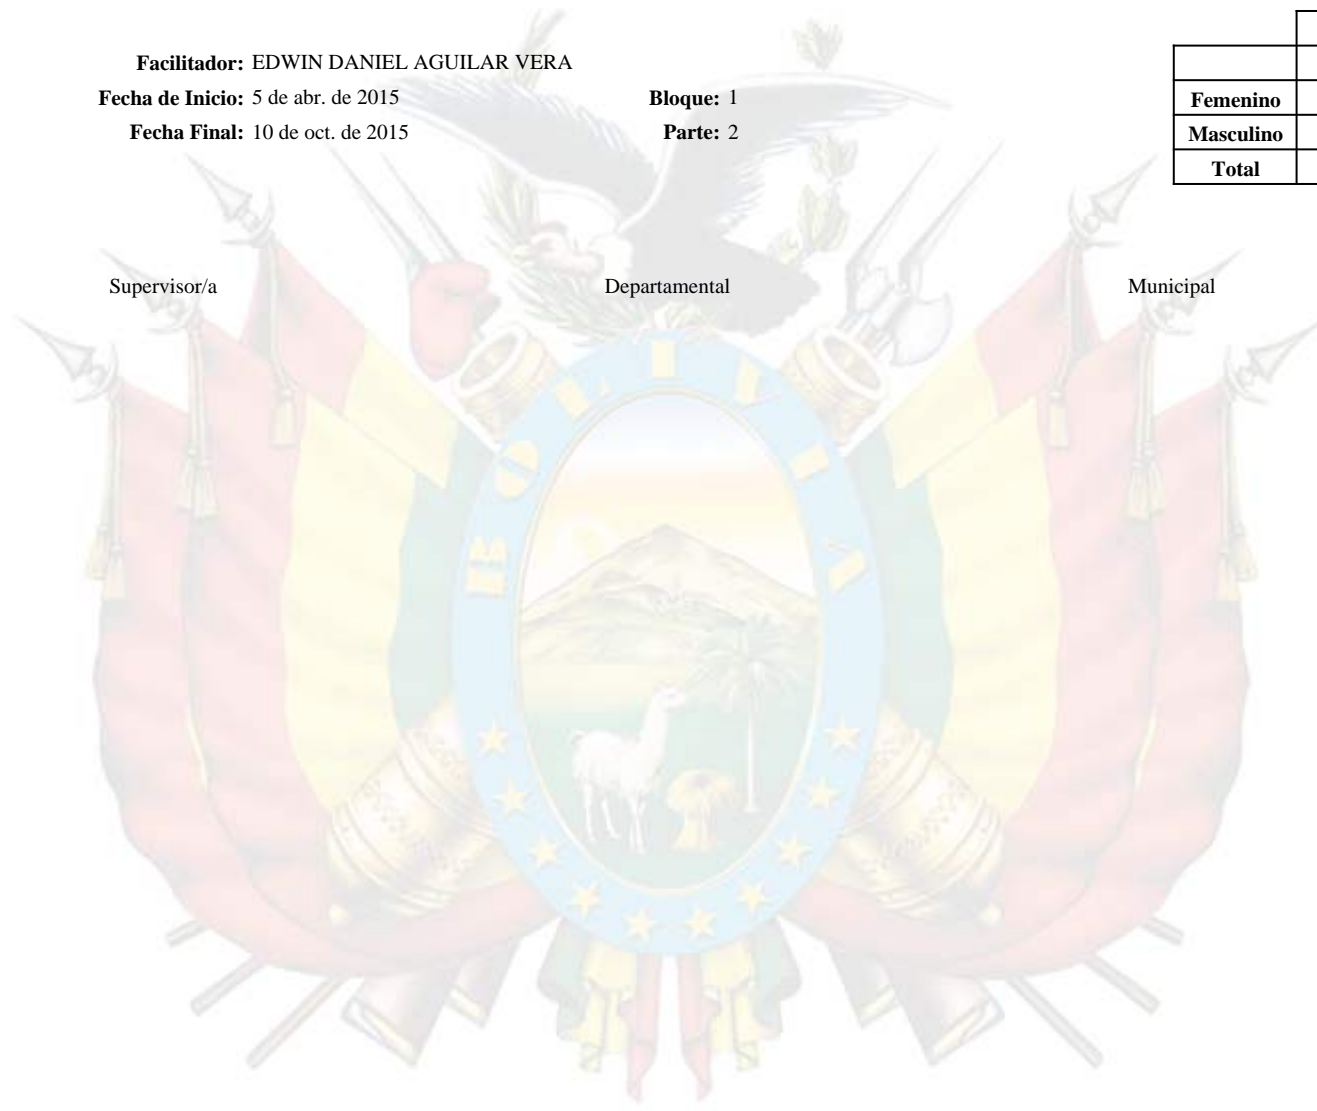 Facilitador: EDWIN DANIEL AGUILAR VERA
Fecha de Inicio: 5 de abr. de 2015 Bloque: 1
Fecha Final: 10 de oct. de 2015 Parte: 2
Femenino
Masculino
Total
Supervisor/a Departamental Municipal
BOLIVIA